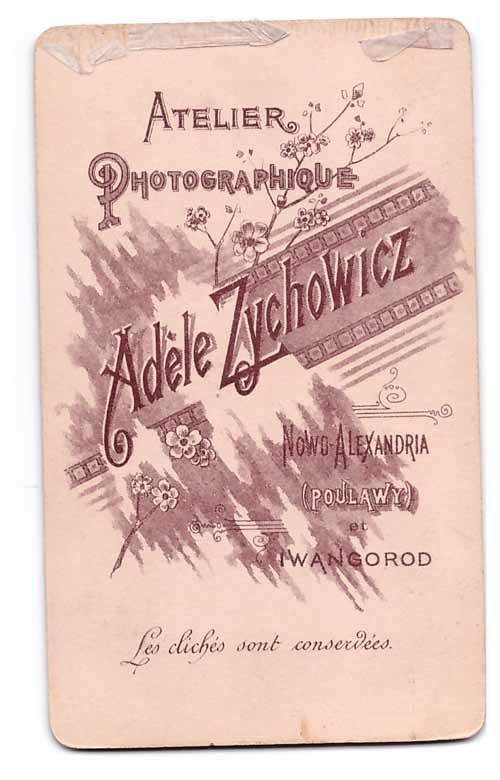 ATELIER
PHOTOGRAPHIQUE
Adèle Zychowicz
NOWO-ALEXANDRIA
(POULAWY)
et
IWANGOROD
Les clichés sont conservées.